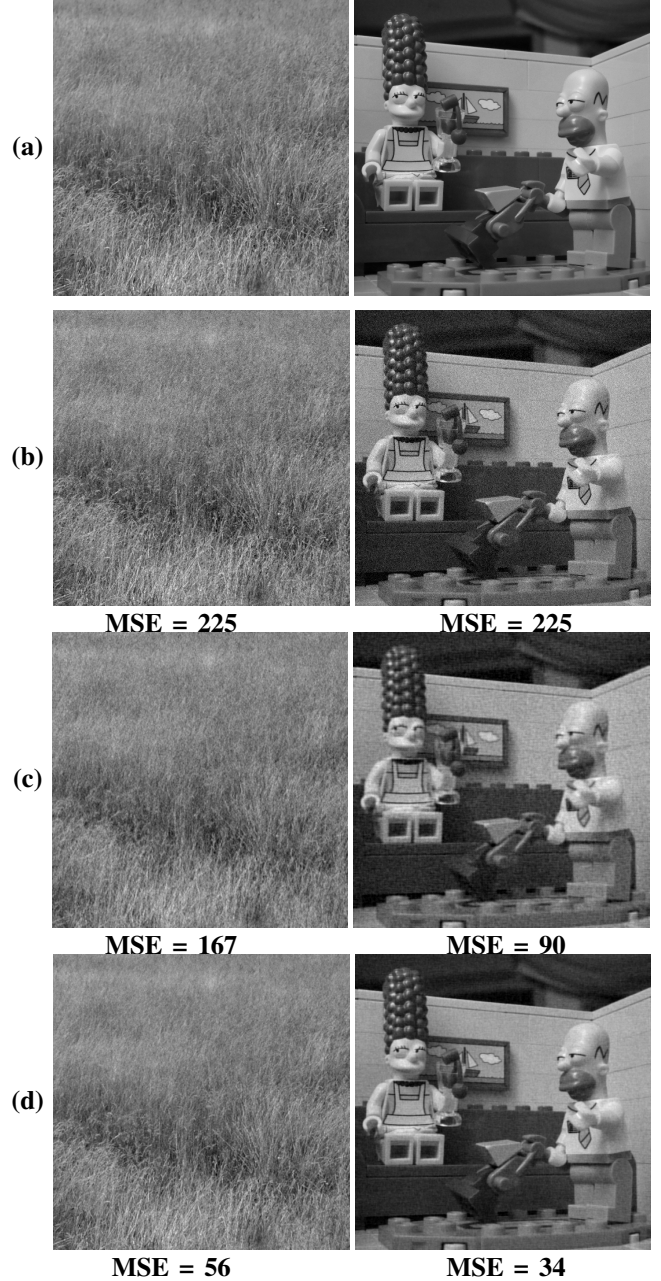 (a)
(b)
MSE = 225 MSE = 225
(c)
MSE = 167 MSE = 90
(d)
MSE = 56 MSE = 34